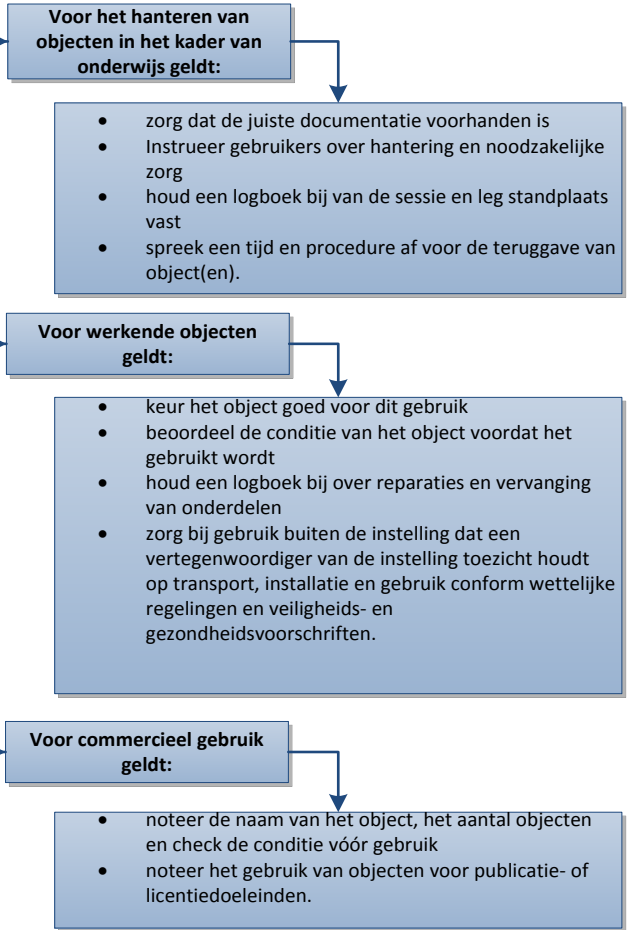 Voor het hanteren van
objecten in het kader van
onderwijs geldt:
• zorg dat de juiste documentatie voorhanden is
• Instrueer gebruikers over hantering en noodzakelijke
zorg
• houd een logboek bij van de sessie en leg standplaats
vast
• spreek een tijd en procedure af voor de teruggave van
object(en).
Voor werkende objecten
geldt:
• keur het object goed voor dit gebruik
• beoordeel de conditie van het object voordat het
gebruikt wordt
• houd een logboek bij over reparaties en vervanging
van onderdelen
• zorg bij gebruik buiten de instelling dat een
vertegenwoordiger van de instelling toezicht houdt
op transport, installatie en gebruik conform wettelijke
regelingen en veiligheids- en
gezondheidsvoorschriften.
Voor commercieel gebruik
geldt:
• noteer de naam van het object, het aantal objecten
en check de conditie vóór gebruik
• noteer het gebruik van objecten voor publicatie- of
licentiedoeleinden.